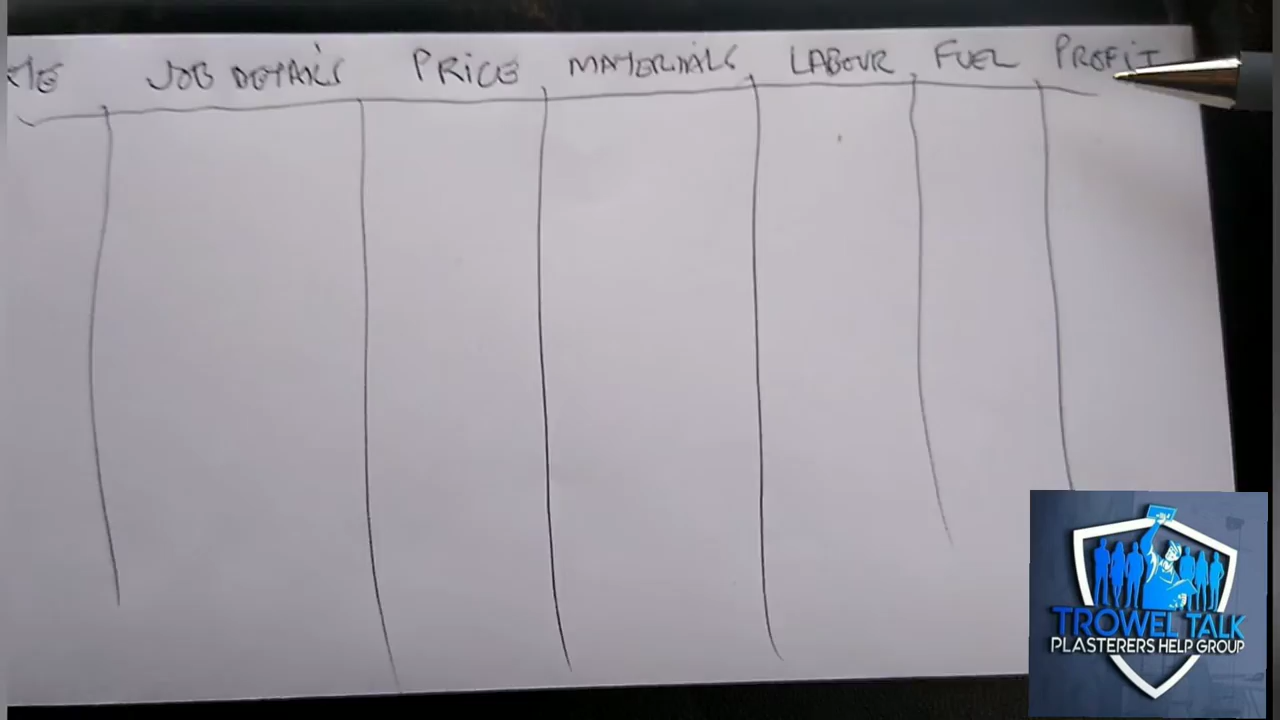 JOB DETAILS PRICE MATERIALS LABOUR FUEL PROFIT
TROWEL TALK
PLASTERERS HELP GROUP